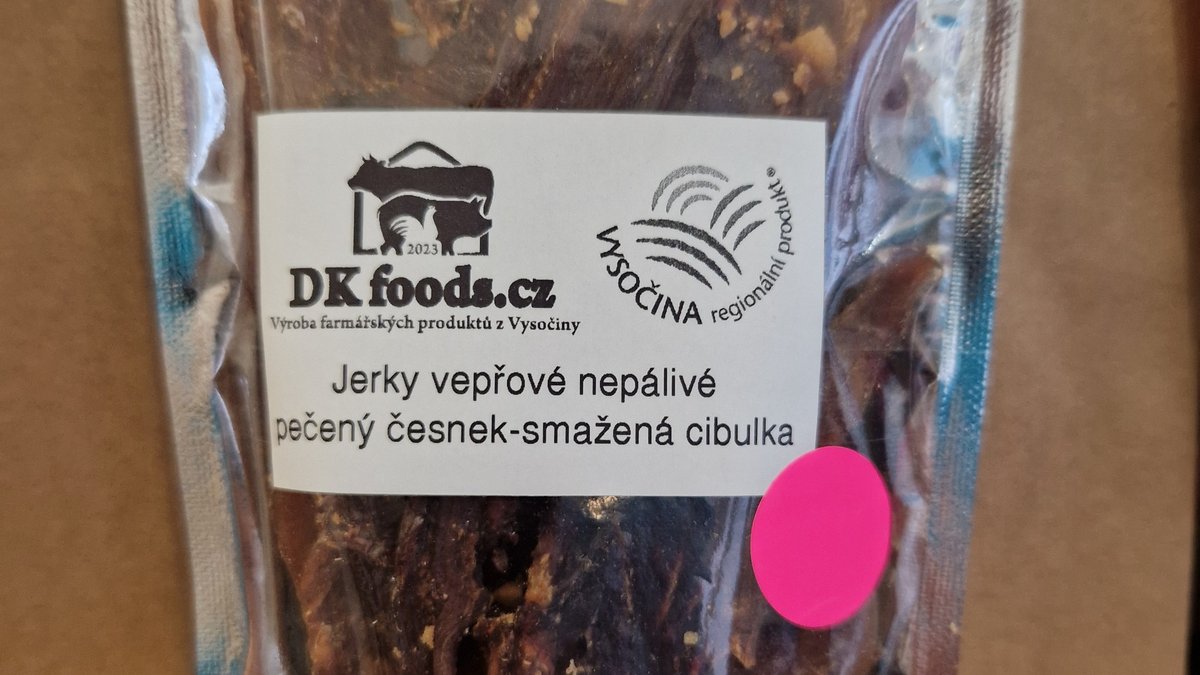 2023
DK foods.cz
Výroba farmářských produktů z Vysočiny
VYSOČINA regionální produkt®
Jerky vepřové nepálivé
pečený česnek-smažená cibulka